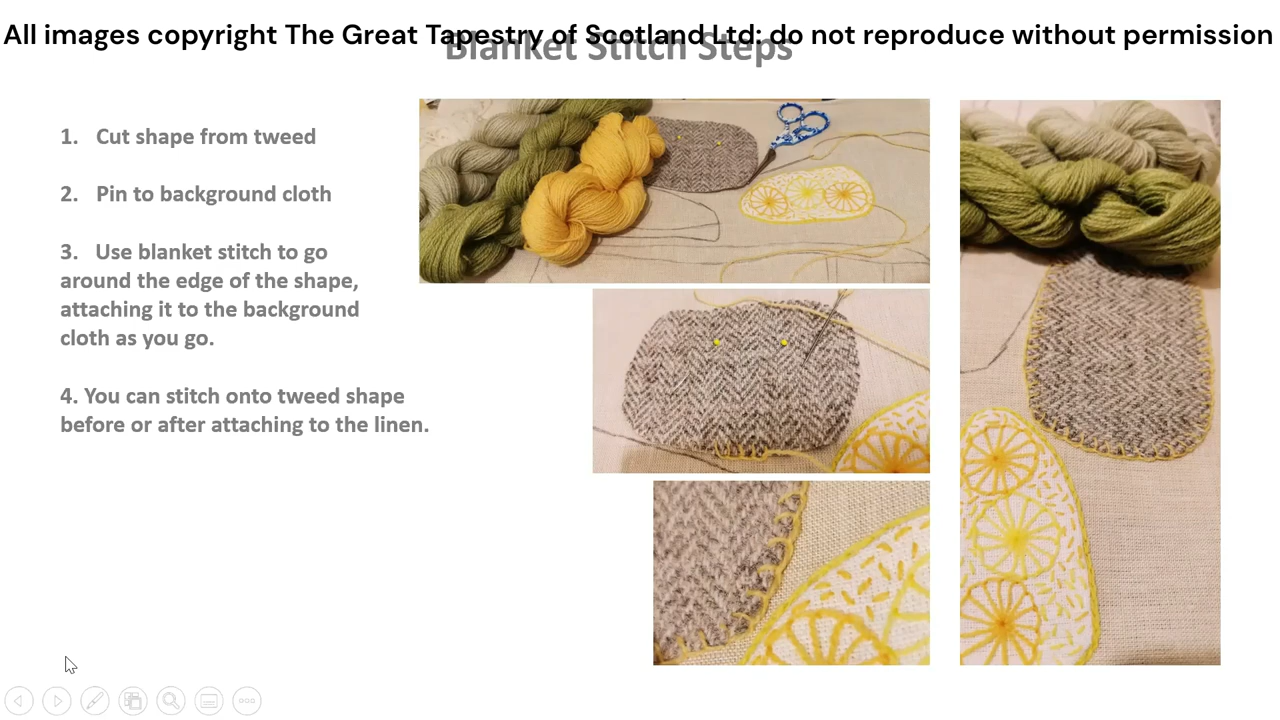 All images copyright The Great Tapestry of Scotland Ltd: do not reproduce without permission
Blanket Stitch Steps
1. Cut shape from tweed
2. Pin to background cloth
3. Use blanket stitch to go
around the edge of the shape,
attaching it to the background
cloth as you go.
4. You can stitch onto tweed shape
before or after attaching to the linen.